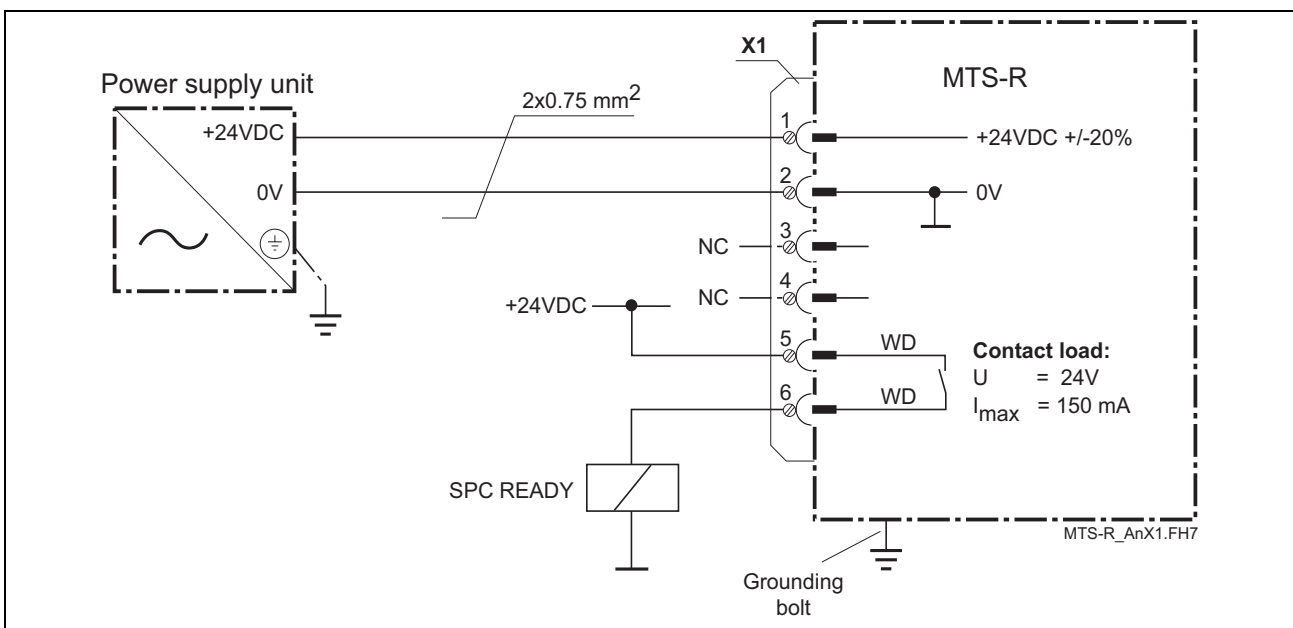 X1
MTS-R
Power supply unit
2x0.75 mm²
+24VDC
1
+24VDC +/-20%
0V
2
0V
NC
3
NC
4
+24VDC
5
WD
Contact load:
U = 24V
6
WD
Imax = 150 mA
SPC READY
MTS-R_AnX1.FH7
Grounding
bolt